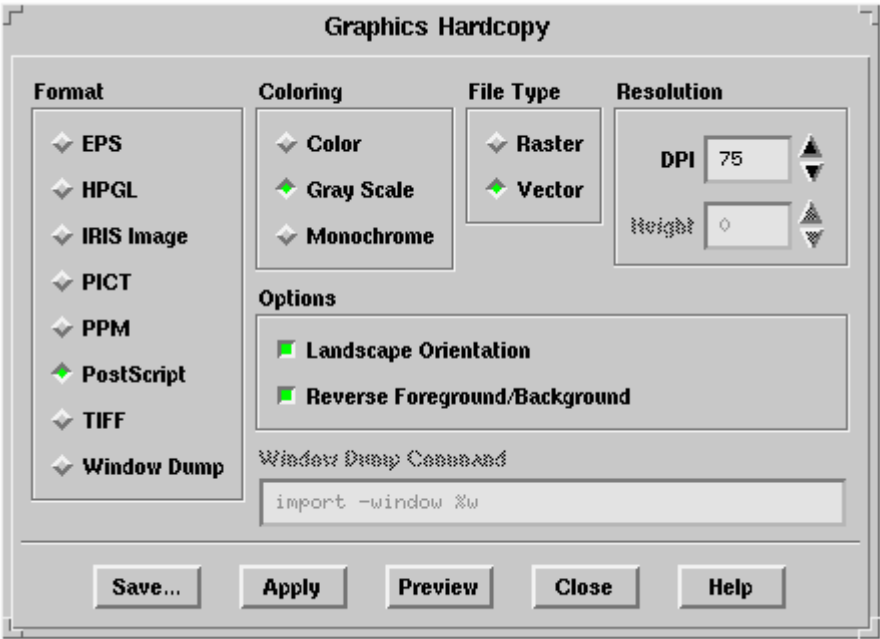 Graphics Hardcopy
Format
EPS
HPGL
IRIS Image
PICT
PPM
PostScript
TIFF
Window Dump
Coloring
Color
Gray Scale
Monochrome
File Type
Raster
Vector
Resolution
DPI 75
Height 0
Options
Landscape Orientation
Reverse Foreground/Background
Window Dump Command
import -window %w
Save... Apply Preview Close Help